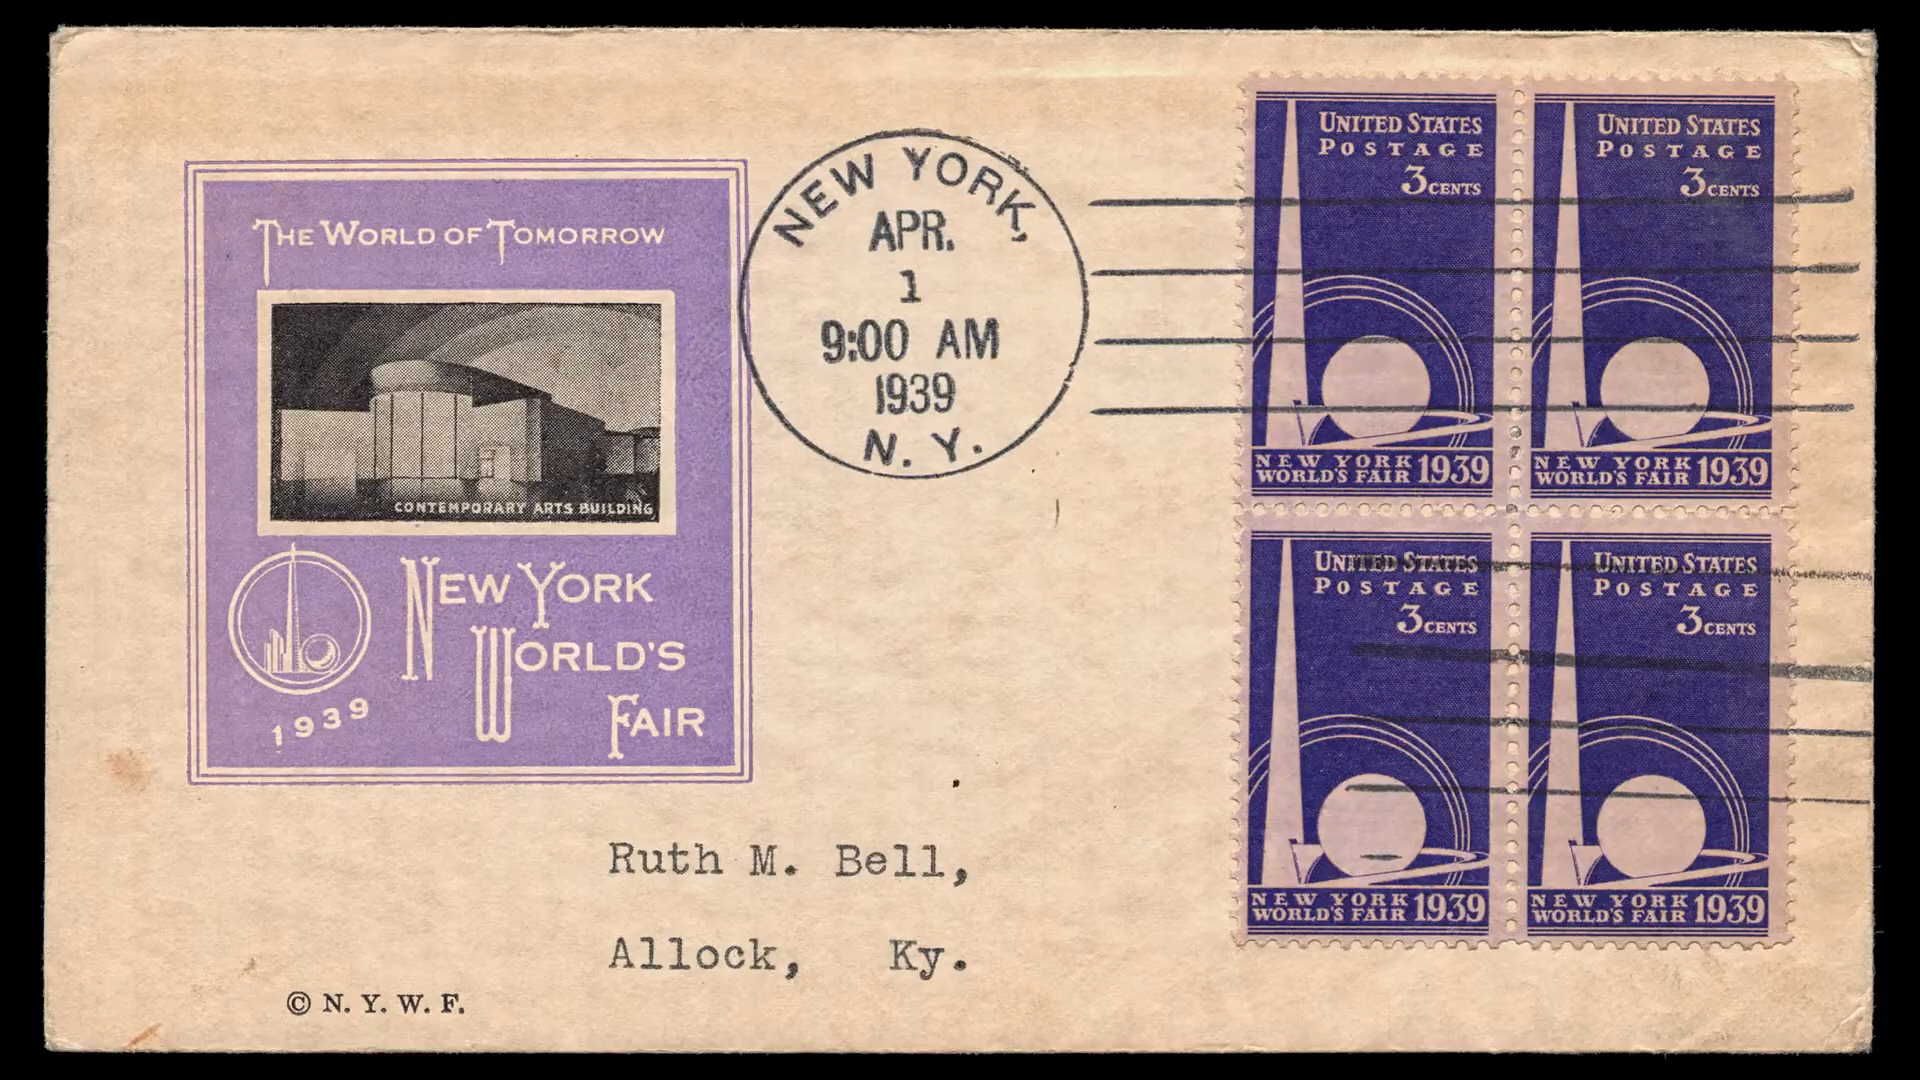 THE WORLD OF TOMORROW
CONTEMPORARY ARTS BUILDING
NEW YORK
WORLD'S
FAIR
1939
NEW YORK,
APR.
1
9:00 AM
1939
N. Y.
UNITED STATES
POSTAGE
3 CENTS
NEW YORK
WORLD'S FAIR 1939
UNITED STATES
POSTAGE
3 CENTS
NEW YORK
WORLD'S FAIR 1939
UNITED STATES
POSTAGE
3 CENTS
NEW YORK
WORLD'S FAIR 1939
UNITED STATES
POSTAGE
3 CENTS
NEW YORK
WORLD'S FAIR 1939
Ruth M. Bell,
Allock, Ky.
© N. Y. W. F.